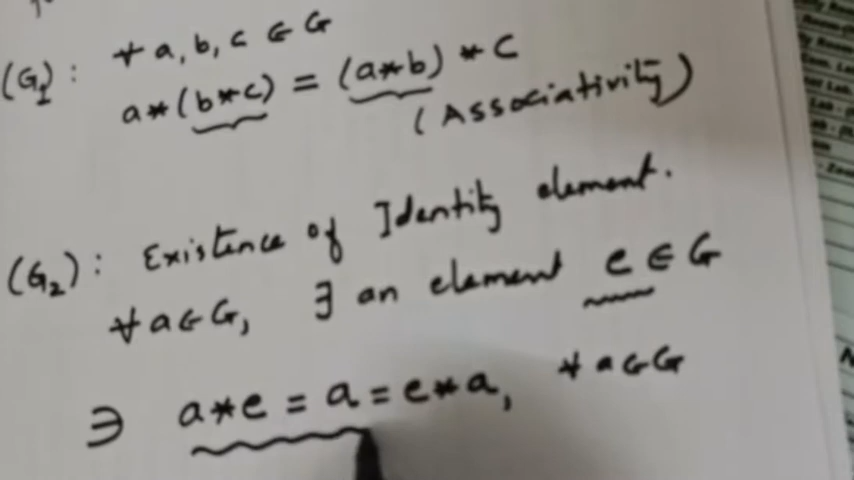 (G1): ∀ a, b, c ∈ G
a*(b*c) = (a*b) * c
(Associativity)
(G2): Existence of Identity element.
∀ a ∈ G, ∃ an element e ∈ G
∋ a*e = a = e*a, ∀ a ∈ G